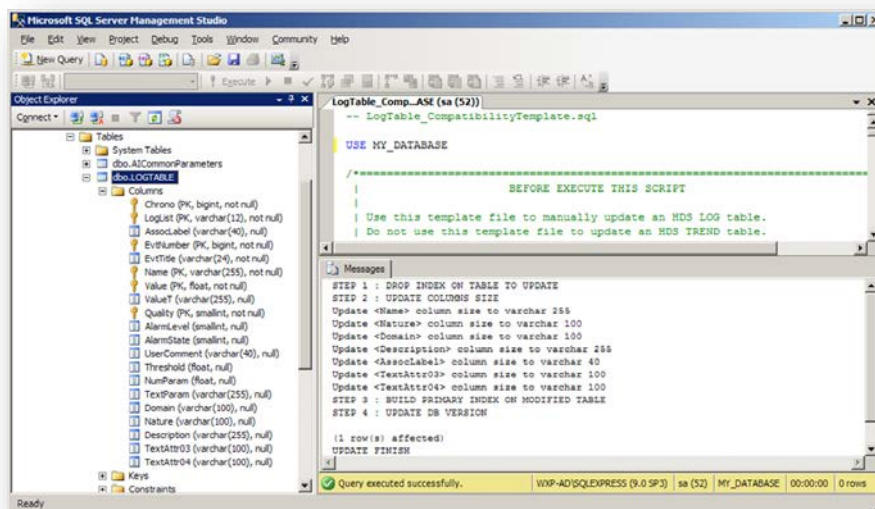 Microsoft SQL Server Management Studio
File Edit View Project Debug Tools Window Community Help
New Query
Execute
Object Explorer
Connect
Tables
System Tables
dbo.AICommonParameters
dbo.LOGTABLE
Columns
Chrono (PK, bigint, not null)
LogList (PK, varchar(12), not null)
AssocLabel (varchar(40), null)
EvtNumber (PK, bigint, not null)
EvtTitle (varchar(24), not null)
Name (PK, varchar(255), not null)
Value (PK, float, not null)
ValueT (varchar(255), null)
Quality (PK, smallint, not null)
AlarmLevel (smallint, null)
AlarmState (smallint, null)
UserComment (varchar(40), null)
Threshold (float, null)
NumParam (float, null)
TextParam (varchar(255), null)
Domain (varchar(100), null)
Nature (varchar(100), null)
Description (varchar(255), null)
TextAttr03 (varchar(100), null)
TextAttr04 (varchar(100), null)
Keys
Constraints
LogTable_Comp...ASE (sa (52))
-- LogTable_CompatibilityTemplate.sql
USE MY_DATABASE
BEFORE EXECUTE THIS SCRIPT
| Use this template file to manually update an HDS LOG table.
| Do not use this template file to update an HDS TREND table.
Messages
STEP 1 : DROP INDEX ON TABLE TO UPDATE
STEP 2 : UPDATE COLUMNS SIZE
Update <Name> column size to varchar 255
Update <Nature> column size to varchar 100
Update <Domain> column size to varchar 100
Update <Description> column size to varchar 255
Update <AssocLabel> column size to varchar 40
Update <TextAttr03> column size to varchar 100
Update <TextAttr04> column size to varchar 100
STEP 3 : BUILD PRIMARY INDEX ON MODIFIED TABLE
STEP 4 : UPDATE DB VERSION
(1 row(s) affected)
UPDATE FINISH
Query executed successfully. WXP-AD\SQLEXPRESS (9.0 SP3) sa (52) MY_DATABASE 00:00:00 0 rows
Ready